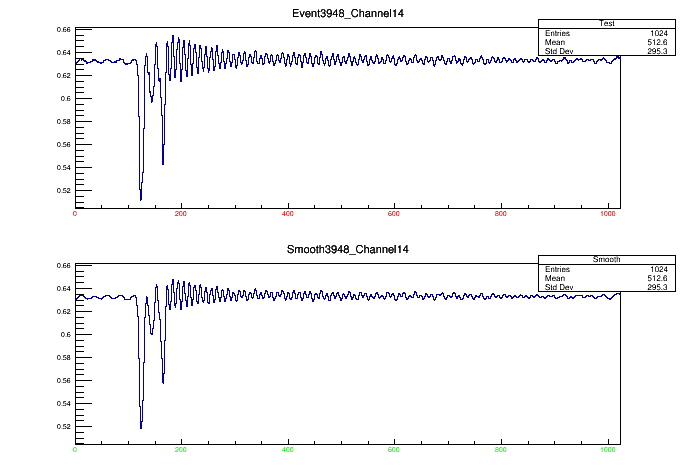 Event3948_Channel14
Test
Entries 1024
Mean 512.6
Std Dev 295.3
0.66
0.64
0.62
0.6
0.58
0.56
0.54
0.52
0 200 400 600 800 1000
Smooth3948_Channel14
Smooth
Entries 1024
Mean 512.6
Std Dev 295.3
0.66
0.64
0.62
0.6
0.58
0.56
0.54
0.52
0 200 400 600 800 1000